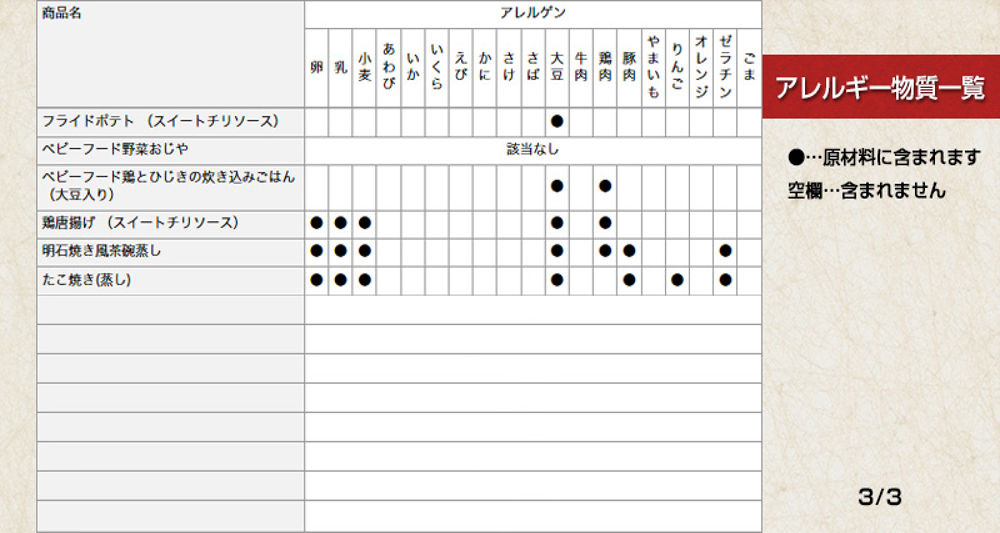 商品名
アレルゲン
卵 乳 小麦 あわび いか いくら えび かに さけ さば 大豆 牛肉 鶏肉 豚肉 やまいも りんご オレンジ ゼラチン ごま
フライドポテト （スイートチリソース） ●
ベビーフード野菜おじや 該当なし
ベビーフード鶏とひじきの炊き込みごはん
（大豆入り） ● ●
鶏唐揚げ （スイートチリソース） ● ● ● ● ●
明石焼き風茶碗蒸し ● ● ● ● ● ● ●
たこ焼き(蒸し) ● ● ● ● ● ● ●
アレルギー物質一覧
●…原材料に含まれます
空欄…含まれません
3/3